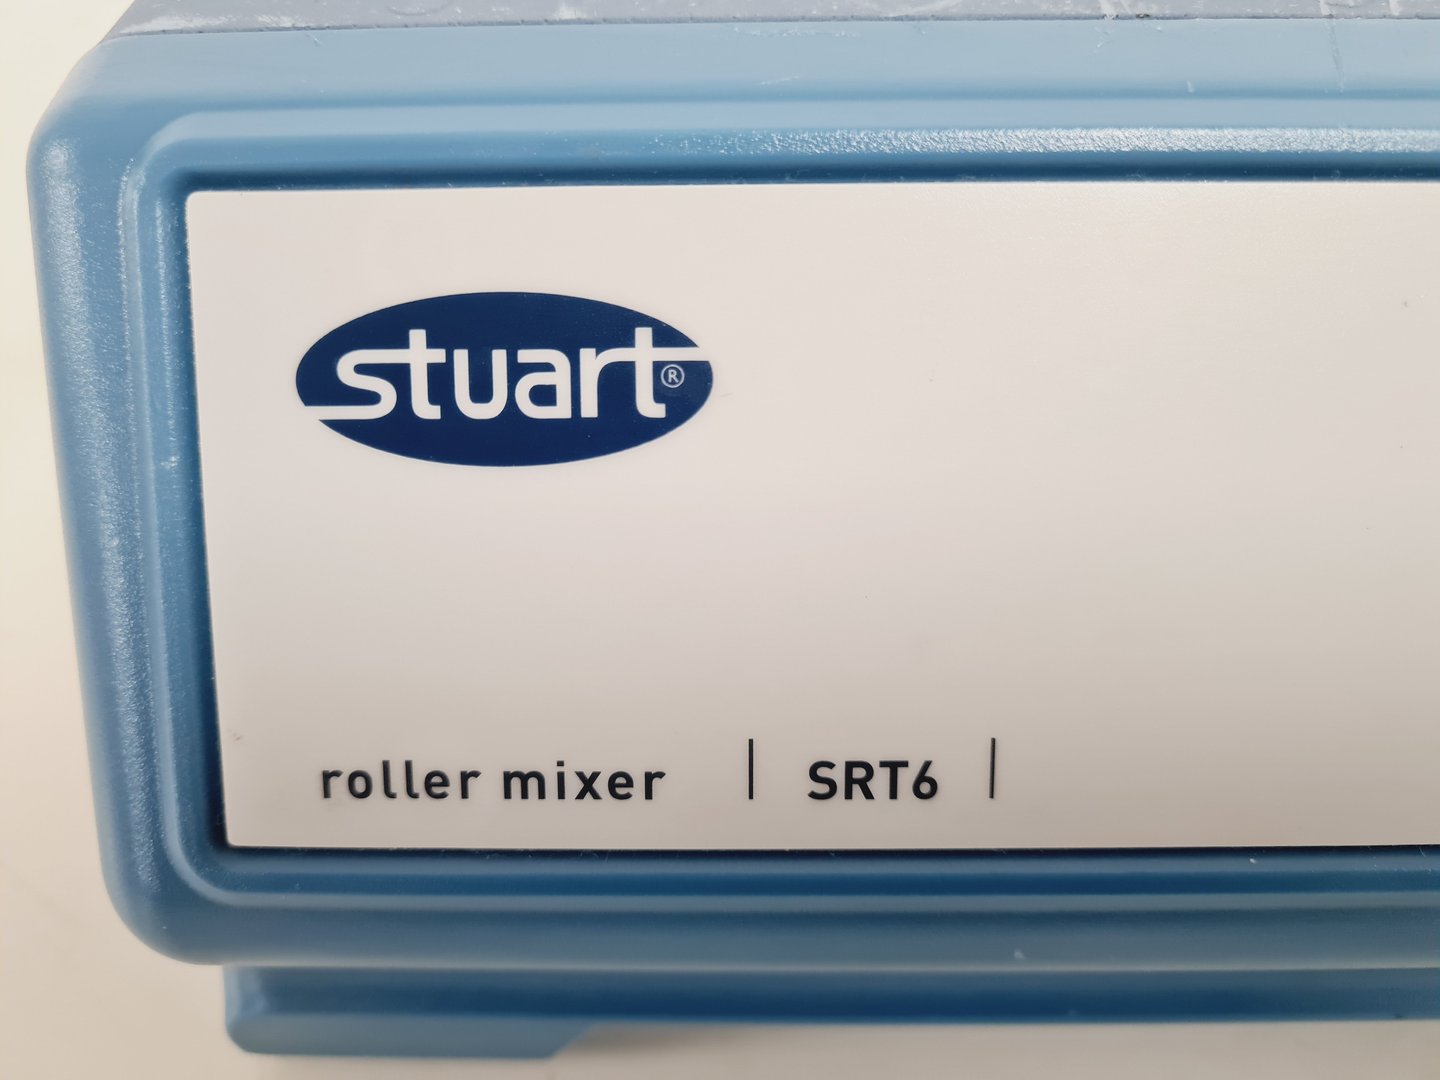 stuart®
roller mixer | SRT6 |